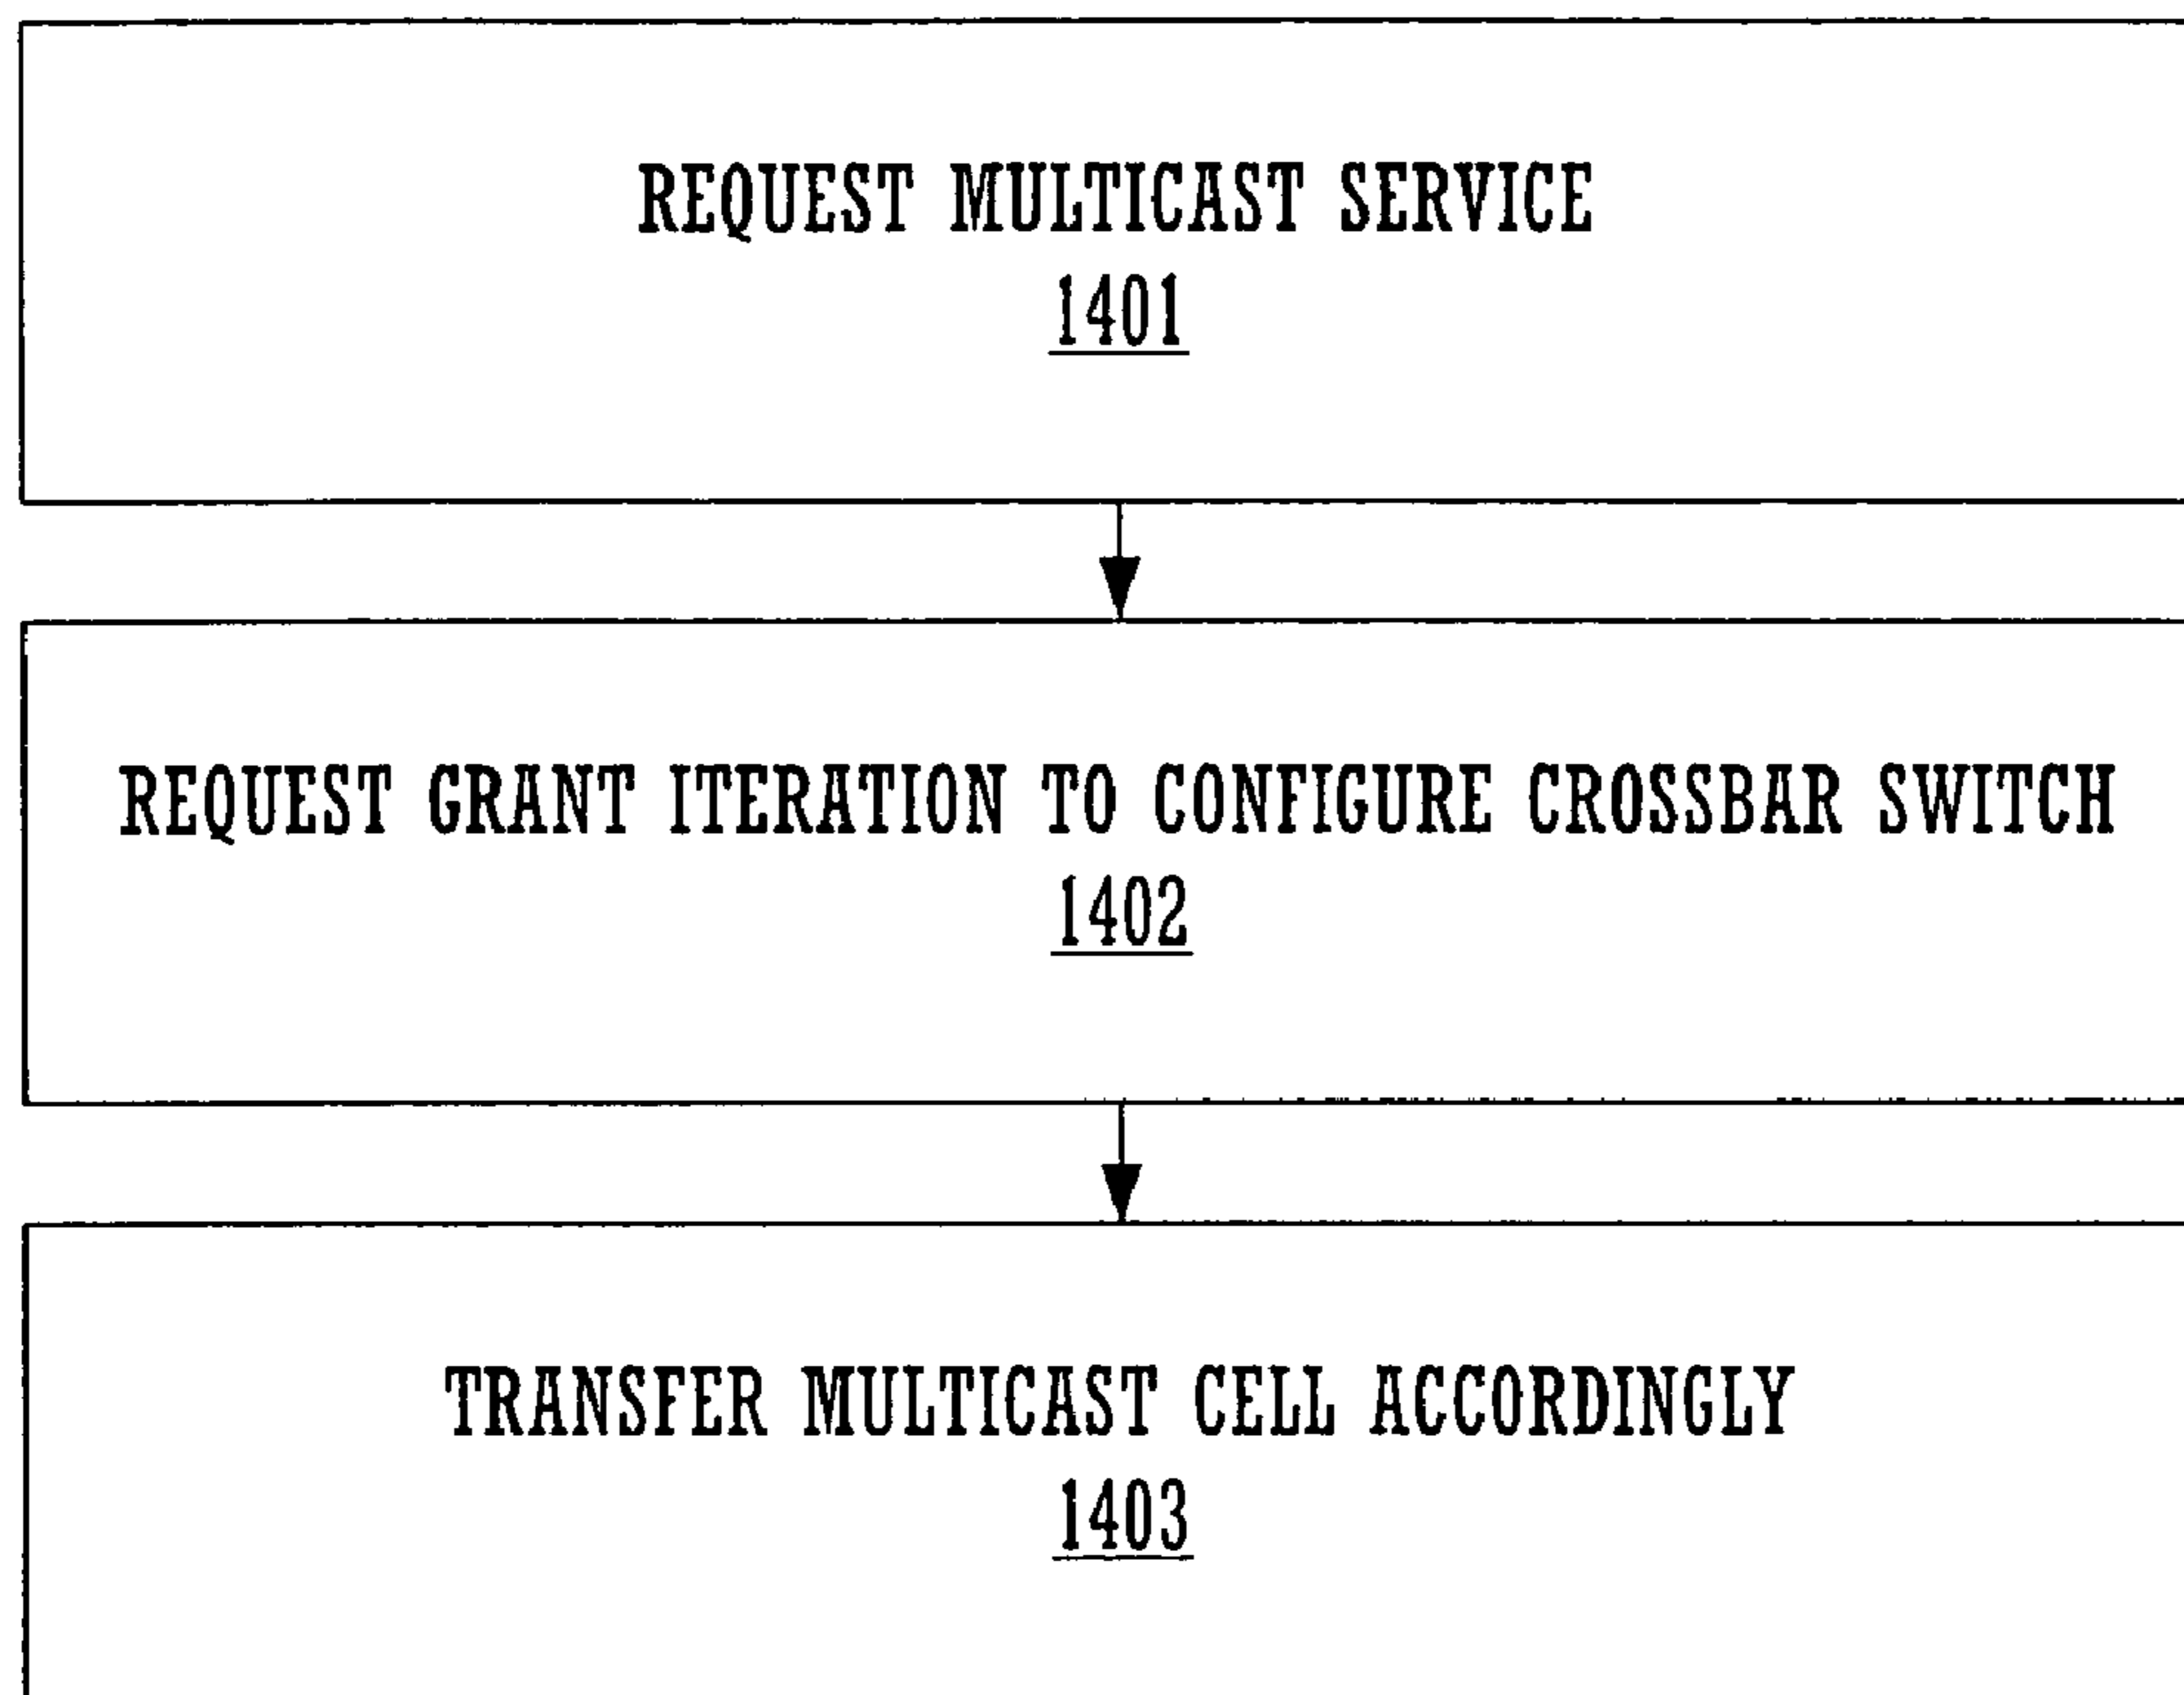 REQUEST MULTICAST SERVICE
1401
REQUEST GRANT ITERATION TO CONFIGURE CROSSBAR SWITCH
1402
TRANSFER MULTICAST CELL ACCORDINGLY
1403